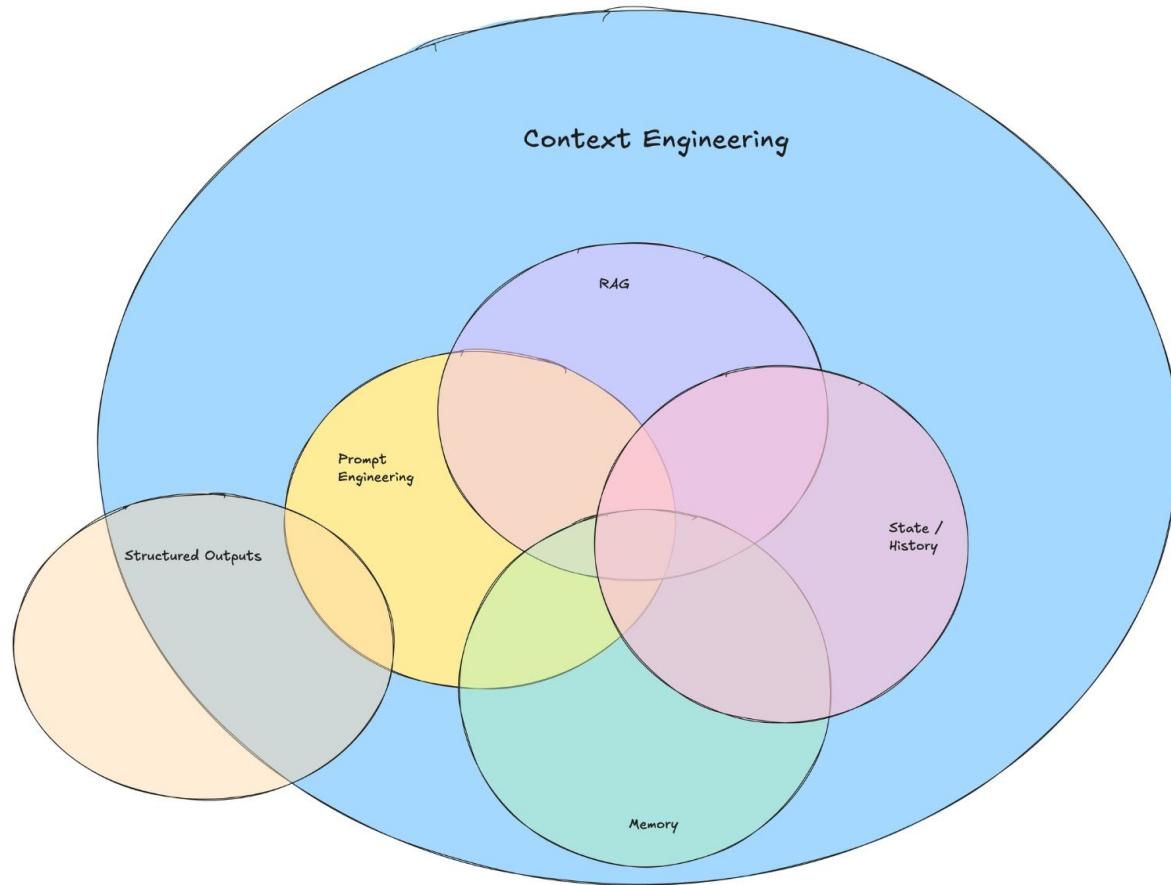 Context Engineering
RAG
Prompt
Engineering
State /
History
Structured Outputs
Memory